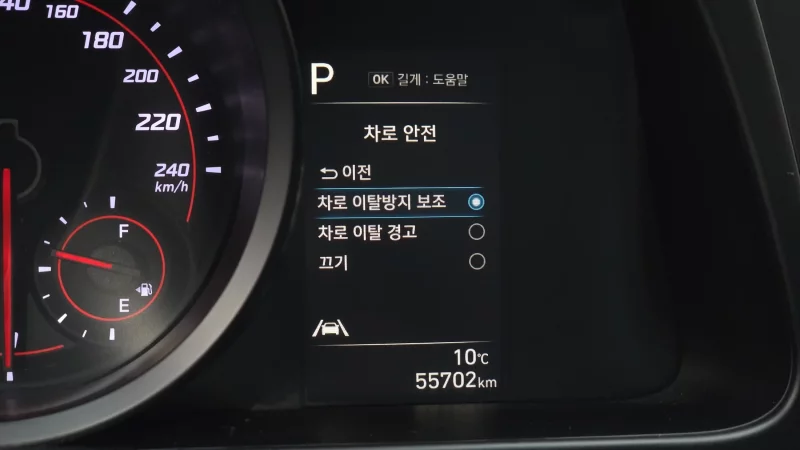 160
180
200
220
240
km/h
F
E
P OK 길게 : 도움말
차로 안전
이전
차로 이탈방지 보조
차로 이탈 경고
끄기
10℃
55702km